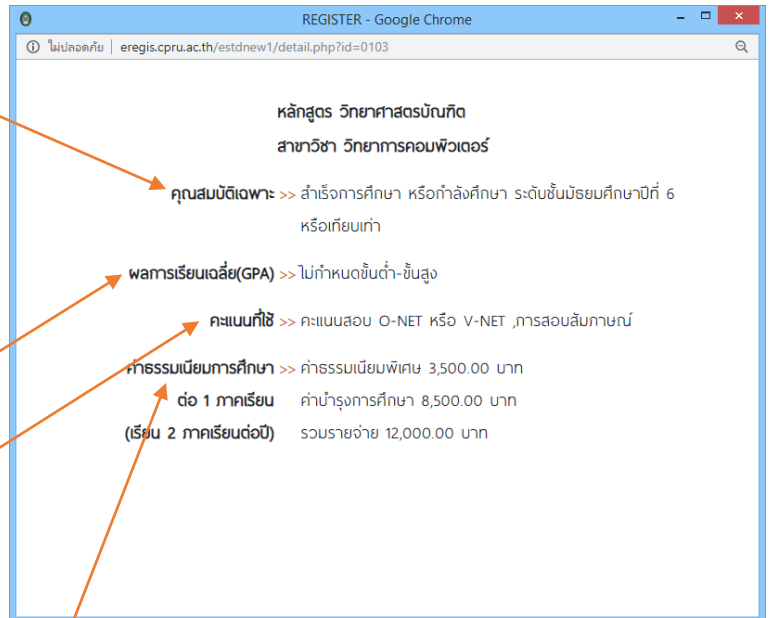 REGISTER - Google Chrome
ไม่ปลอดภัย | eregis.cpru.ac.th/estdnew1/detail.php?id=0103
หลักสูตร วิทยาศาสตรบัณฑิต
สาขาวิชา วิทยาการคอมพิวเตอร์
คุณสมบัติเฉพาะ >> สำเร็จการศึกษา หรือกำลังศึกษา ระดับชั้นมัธยมศึกษาปีที่ 6
หรือเทียบเท่า
ผลการเรียนเฉลี่ย(GPA) >> ไม่กำหนดขั้นต่ำ-ขั้นสูง
คะแนนที่ใช้ >> คะแนนสอบ O-NET หรือ V-NET ,การสอบสัมภาษณ์
ค่าธรรมเนียมการศึกษา >> ค่าธรรมเนียมพิเศษ 3,500.00 บาท
ต่อ 1 ภาคเรียน ค่าบำรุงการศึกษา 8,500.00 บาท
(เรียน 2 ภาคเรียนต่อปี) รวมรายจ่าย 12,000.00 บาท